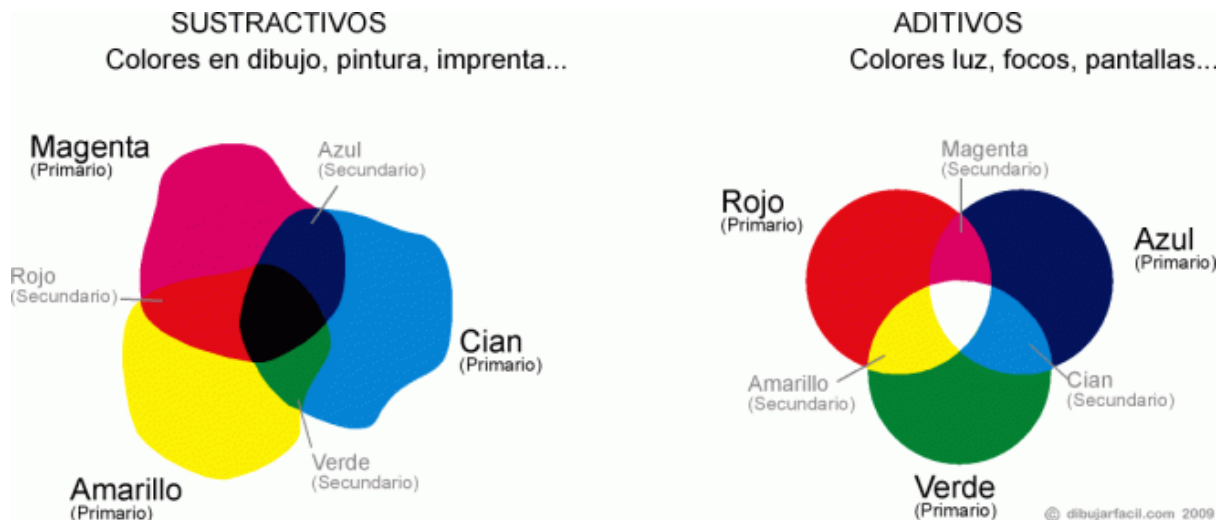 SUSTRACTIVOS
Colores en dibujo, pintura, imprenta...
Magenta
(Primario)
Azul
(Secundario)
Rojo
(Secundario)
Cian
(Primario)
Verde
(Secundario)
Amarillo
(Primario)
ADITIVOS
Colores luz, focos, pantallas...
Magenta
(Secundario)
Rojo
(Primario)
Azul
(Primario)
Amarillo
(Secundario)
Cian
(Secundario)
Verde
(Primario)
© dibujarfacil.com 2009